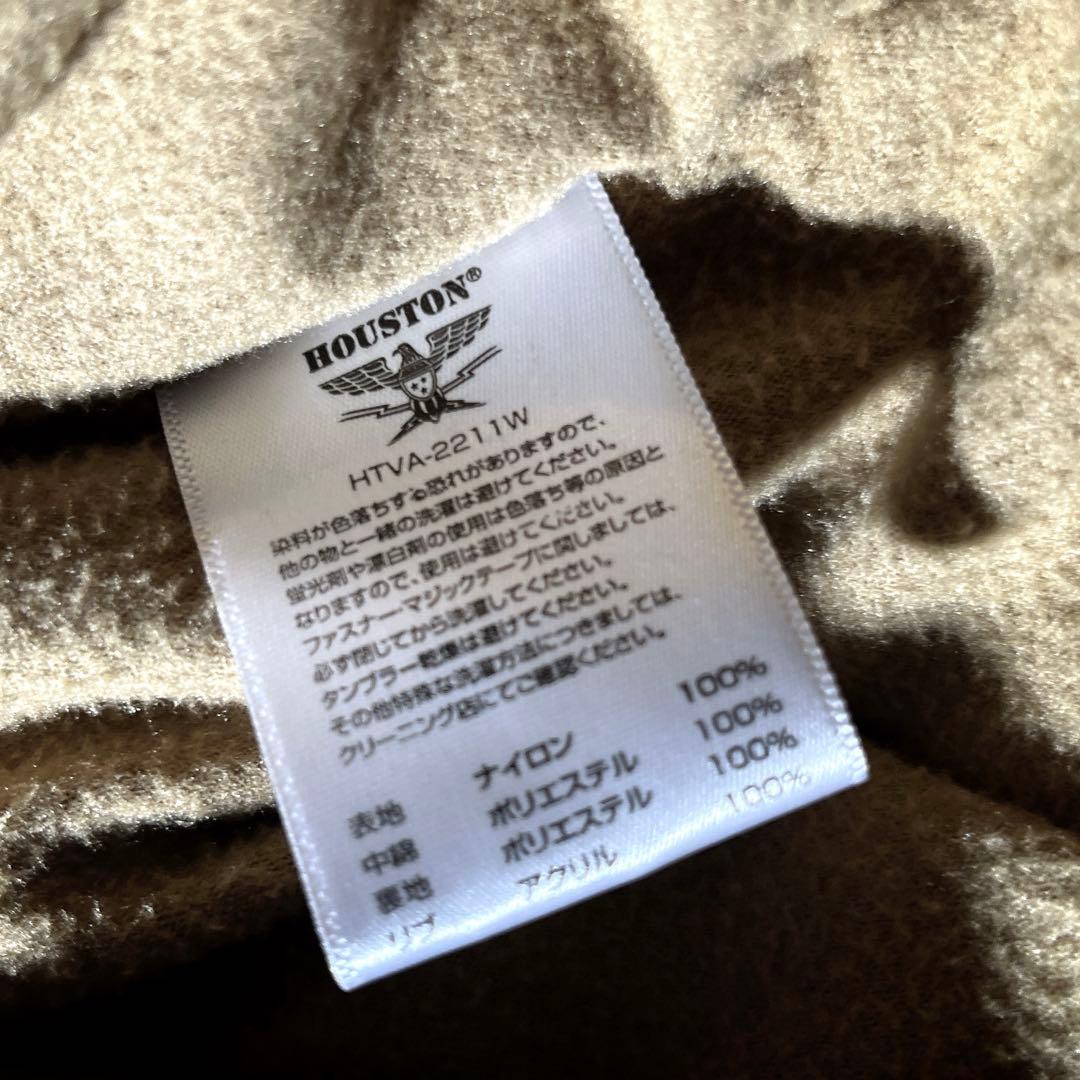 HOUSTON®
HTVA-2211W
染料が色落ちする恐れがありますので、
他の物と一緒の洗濯は避けてください。
蛍光剤や漂白剤の使用は色落ち等の原因と
なりますので、使用は避けてください。
ファスナーマジックテープに関しましては、
必ず閉じてから洗濯してください。
タンブラー乾燥は避けてください。
その他特殊な洗濯方法につきましては、
クリーニング店にてご確認ください。
表地 ナイロン 100%
中綿 ポリエステル 100%
裏地 ポリエステル 100%
リブ アクリル 100%